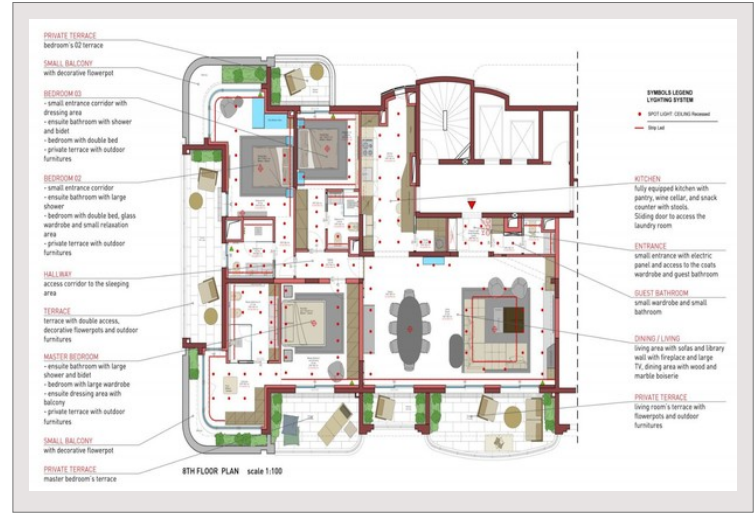 PRIVATE TERRACE
bedroom's 02 terrace
SMALL BALCONY
with decorative flowerpot
BEDROOM 03
- small entrance corridor with
dressing area
- ensuite bathroom with shower
and bidet
- bedroom with double bed
- private terrace with outdoor
furnitures
BEDROOM 02
- small entrance corridor
- ensuite bathroom with large
shower
- bedroom with double bed, glass
wardrobe and small relaxation
area
- private terrace with outdoor
furnitures
HALLWAY
access corridor to the sleeping
area
TERRACE
terrace with double access,
decorative flowerpots and outdoor
furnitures
MASTER BEDROOM
- ensuite bathroom with large
shower and bidet
- bedroom with large wardrobe
- ensuite dressing area with
balcony
- private terrace with outdoor
furnitures
SMALL BALCONY
with decorative flowerpot
PRIVATE TERRACE
master bedroom's terrace
8TH FLOOR PLAN scale 1:100
SYMBOLS LEGEND
LYGHTING SYSTEM
SPOT LIGHT: CEILING Recessed
Strip Led
KITCHEN
fully equipped kitchen with
pantry, wine cellar, and snack
counter with stools.
Sliding door to access the
laundry room
ENTRANCE
small entrance with electric
panel and access to the coats
wardrobe and guest bathroom
GUEST BATHROOM
small wardrobe and small
bathroom
DINING / LIVING
living area with sofas and library
wall with fireplace and large
TV, dining area with wood and
marble boiserie
PRIVATE TERRACE
living room's terrace with
flowerpots and outdoor
furnitures